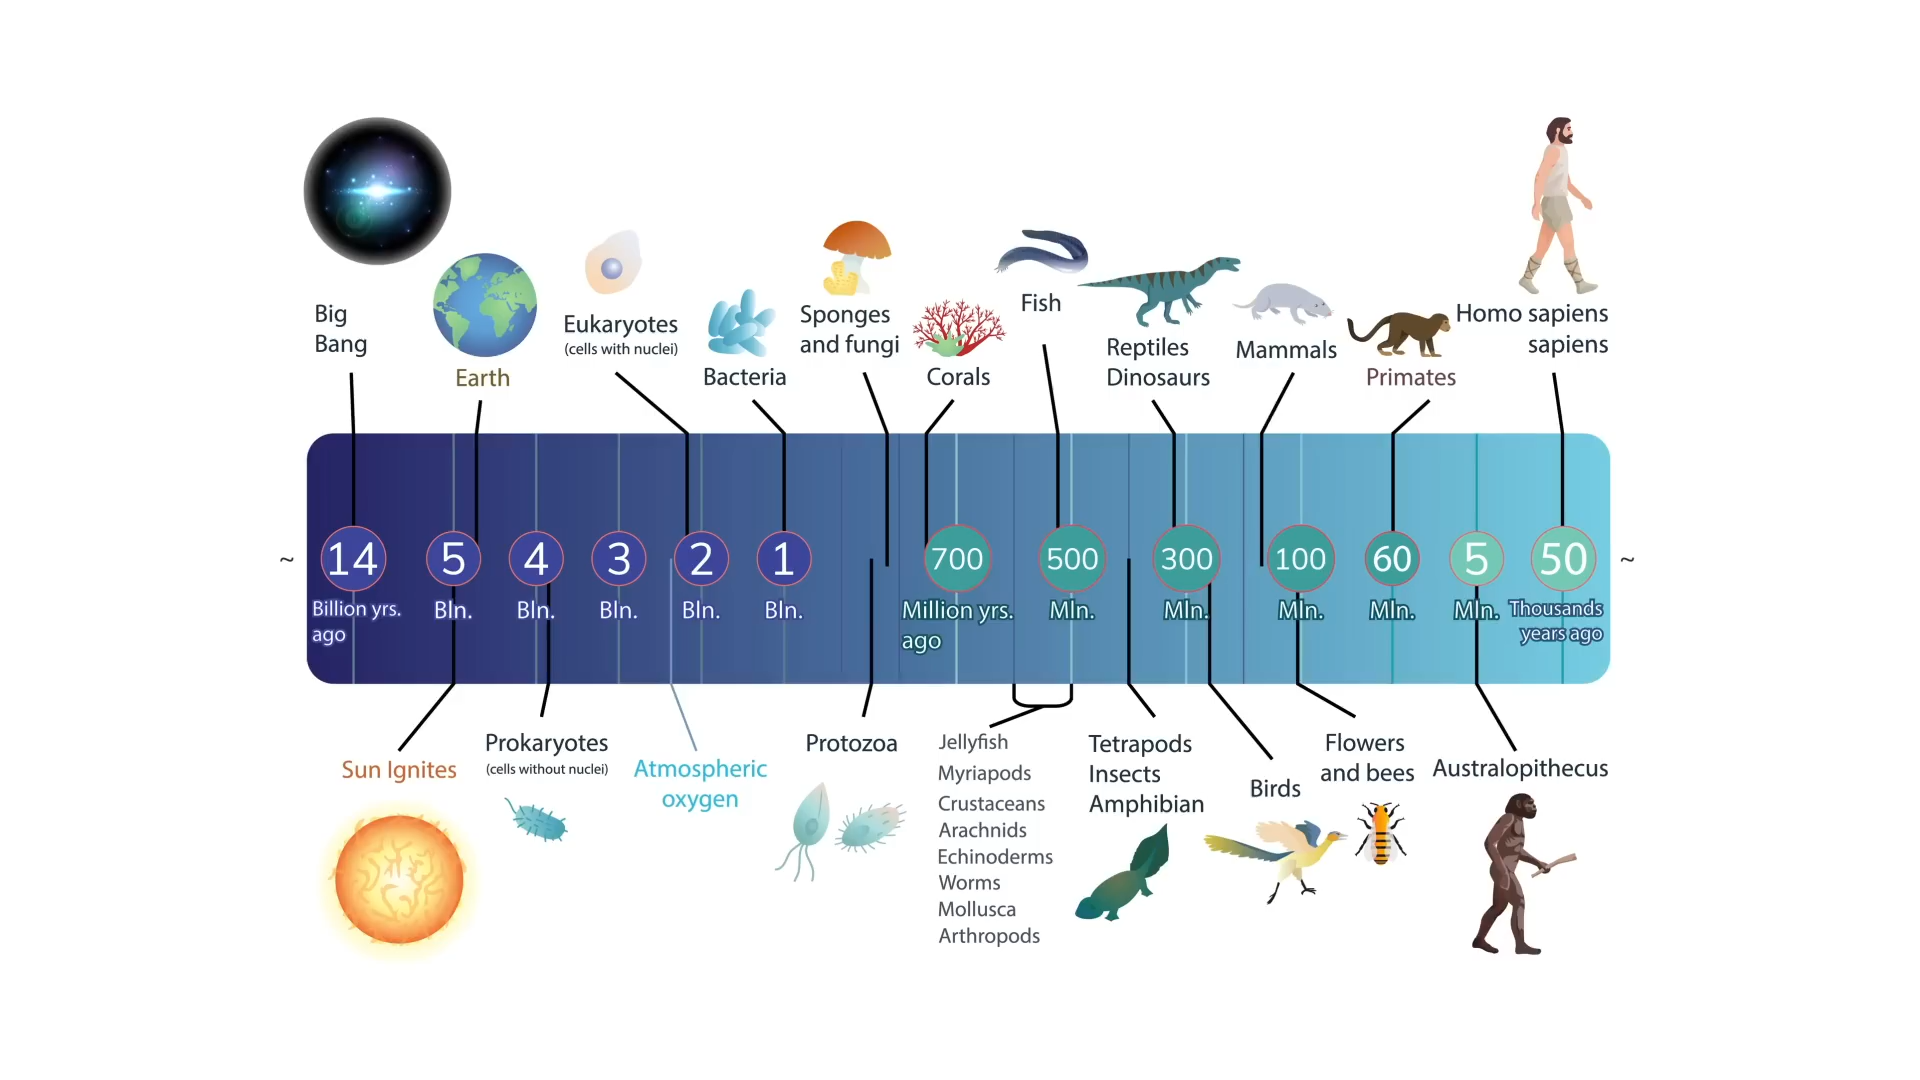 Big
Bang
Earth
Eukaryotes
(cells with nuclei)
Bacteria
Sponges
and fungi
Corals
Fish
Reptiles
Dinosaurs
Mammals
Primates
Homo sapiens
sapiens
~
14
Billion yrs.
ago
5
Bln.
4
Bln.
3
Bln.
2
Bln.
1
Bln.
700
Million yrs.
ago
500
Mln.
300
Mln.
100
Mln.
60
Mln.
5
Mln.
50
Thousands
years ago
~
Sun Ignites
Prokaryotes
(cells without nuclei)
Atmospheric
oxygen
Protozoa
Jellyfish
Myriapods
Crustaceans
Arachnids
Echinoderms
Worms
Mollusca
Arthropods
Tetrapods
Insects
Amphibian
Birds
Flowers
and bees
Australopithecus